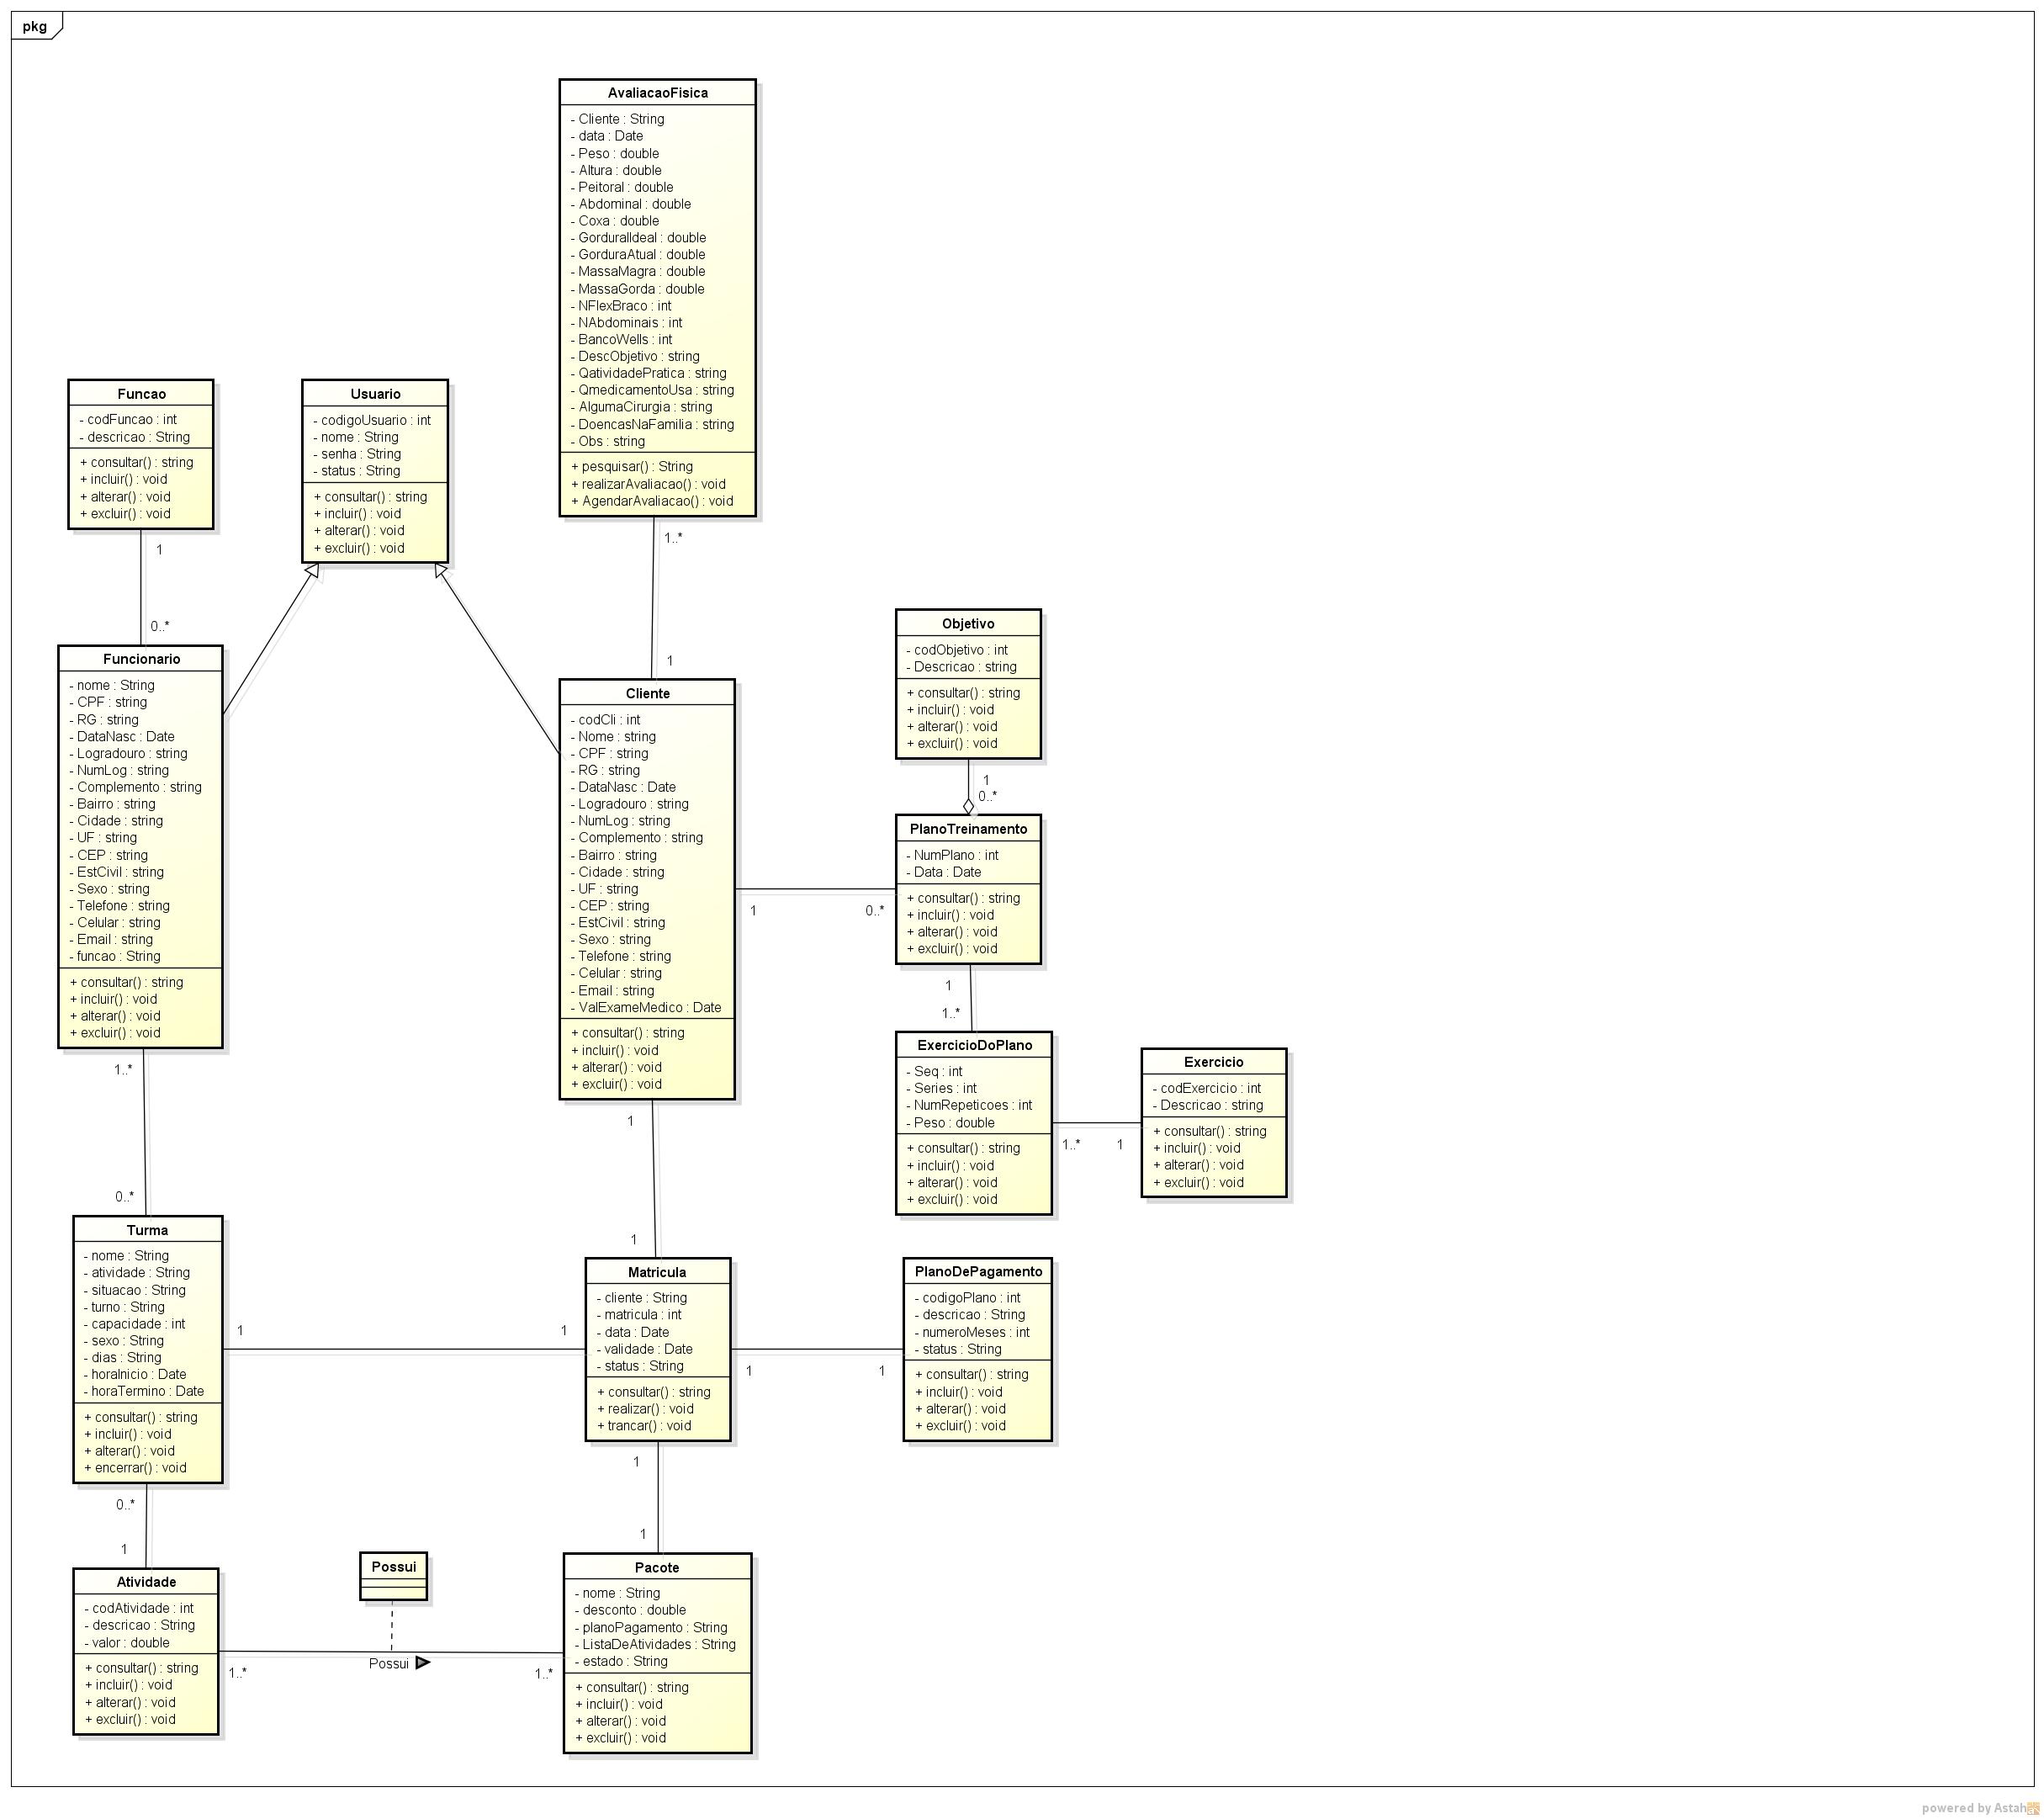 pkg
AvaliacaoFisica
- Cliente : String
- data : Date
- Peso : double
- Altura : double
- Peitoral : double
- Abdominal : double
- Coxa : double
- GorduraIdeal : double
- GorduraAtual : double
- MassaMagra : double
- MassaGorda : double
- NFlexBraco : int
- NAbdominais : int
- BancoWells : int
- DescObjetivo : string
- QatividadePratica : string
- QmedicamentoUsa : string
- AlgumaCirurgia : string
- DoencasNaFamilia : string
- Obs : string
+ pesquisar() : String
+ realizarAvaliacao() : void
+ AgendarAvaliacao() : void
1..*
1
Funcao
- codFuncao : int
- descricao : String
+ consultar() : string
+ incluir() : void
+ alterar() : void
+ excluir() : void
1
0..*
Usuario
- codigoUsuario : int
- nome : String
- senha : String
- status : String
+ consultar() : string
+ incluir() : void
+ alterar() : void
+ excluir() : void
Funcionario
- nome : String
- CPF : string
- RG : string
- DataNasc : Date
- Logradouro : string
- NumLog : string
- Complemento : string
- Bairro : string
- Cidade : string
- UF : string
- CEP : string
- EstCivil : string
- Sexo : string
- Telefone : string
- Celular : string
- Email : string
- funcao : String
+ consultar() : string
+ incluir() : void
+ alterar() : void
+ excluir() : void
1..*
0..*
Cliente
- codCli : int
- Nome : string
- CPF : string
- RG : string
- DataNasc : Date
- Logradouro : string
- NumLog : string
- Complemento : string
- Bairro : string
- Cidade : string
- UF : string
- CEP : string
- EstCivil : string
- Sexo : string
- Telefone : string
- Celular : string
- Email : string
- ValExameMedico : Date
+ consultar() : string
+ incluir() : void
+ alterar() : void
+ excluir() : void
1
0..*
1
1
Objetivo
- codObjetivo : int
- Descricao : string
+ consultar() : string
+ incluir() : void
+ alterar() : void
+ excluir() : void
1
0..*
PlanoTreinamento
- NumPlano : int
- Data : Date
+ consultar() : string
+ incluir() : void
+ alterar() : void
+ excluir() : void
1
1..*
ExercicioDoPlano
- Seq : int
- Series : int
- NumRepeticoes : int
- Peso : double
+ consultar() : string
+ incluir() : void
+ alterar() : void
+ excluir() : void
1..*
1
Exercicio
- codExercicio : int
- Descricao : string
+ consultar() : string
+ incluir() : void
+ alterar() : void
+ excluir() : void
Turma
- nome : String
- atividade : String
- situacao : String
- turno : String
- capacidade : int
- sexo : String
- dias : String
- horaInicio : Date
- horaTermino : Date
+ consultar() : string
+ incluir() : void
+ alterar() : void
+ encerrar() : void
1
1
0..*
1
Matricula
- cliente : String
- matricula : int
- data : Date
- validade : Date
- status : String
+ consultar() : string
+ realizar() : void
+ trancar() : void
1
1
1
1
PlanoDePagamento
- codigoPlano : int
- descricao : String
- numeroMeses : int
- status : String
+ consultar() : string
+ incluir() : void
+ alterar() : void
+ excluir() : void
Atividade
- codAtividade : int
- descricao : String
- valor : double
+ consultar() : string
+ incluir() : void
+ alterar() : void
+ excluir() : void
1..*
Possui
Possui
1..*
Pacote
- nome : String
- desconto : double
- planoPagamento : String
- ListaDeAtividades : String
- estado : String
+ consultar() : string
+ incluir() : void
+ alterar() : void
+ excluir() : void
powered by Astah